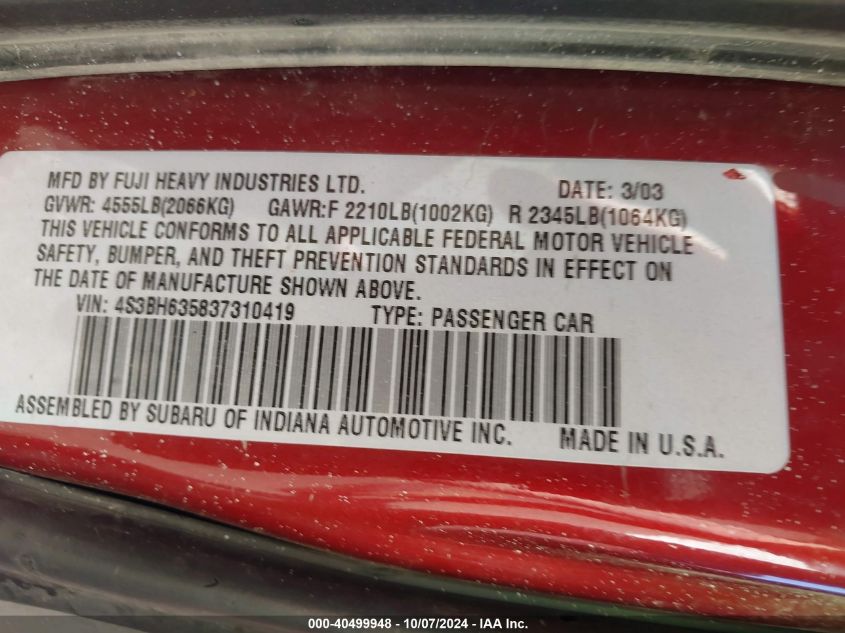 MFD BY FUJI HEAVY INDUSTRIES LTD. DATE: 3/03
GVWR: 4555LB(2066KG) GAWR:F 2210LB(1002KG) R 2345LB(1064KG)
THIS VEHICLE CONFORMS TO ALL APPLICABLE FEDERAL MOTOR VEHICLE
SAFETY, BUMPER, AND THEFT PREVENTION STANDARDS IN EFFECT ON
THE DATE OF MANUFACTURE SHOWN ABOVE.
VIN: 4S3BH635837310419 TYPE: PASSENGER CAR
ASSEMBLED BY SUBARU OF INDIANA AUTOMOTIVE INC. MADE IN U.S.A.
000-40499948 - 10/07/2024 - IAA Inc.